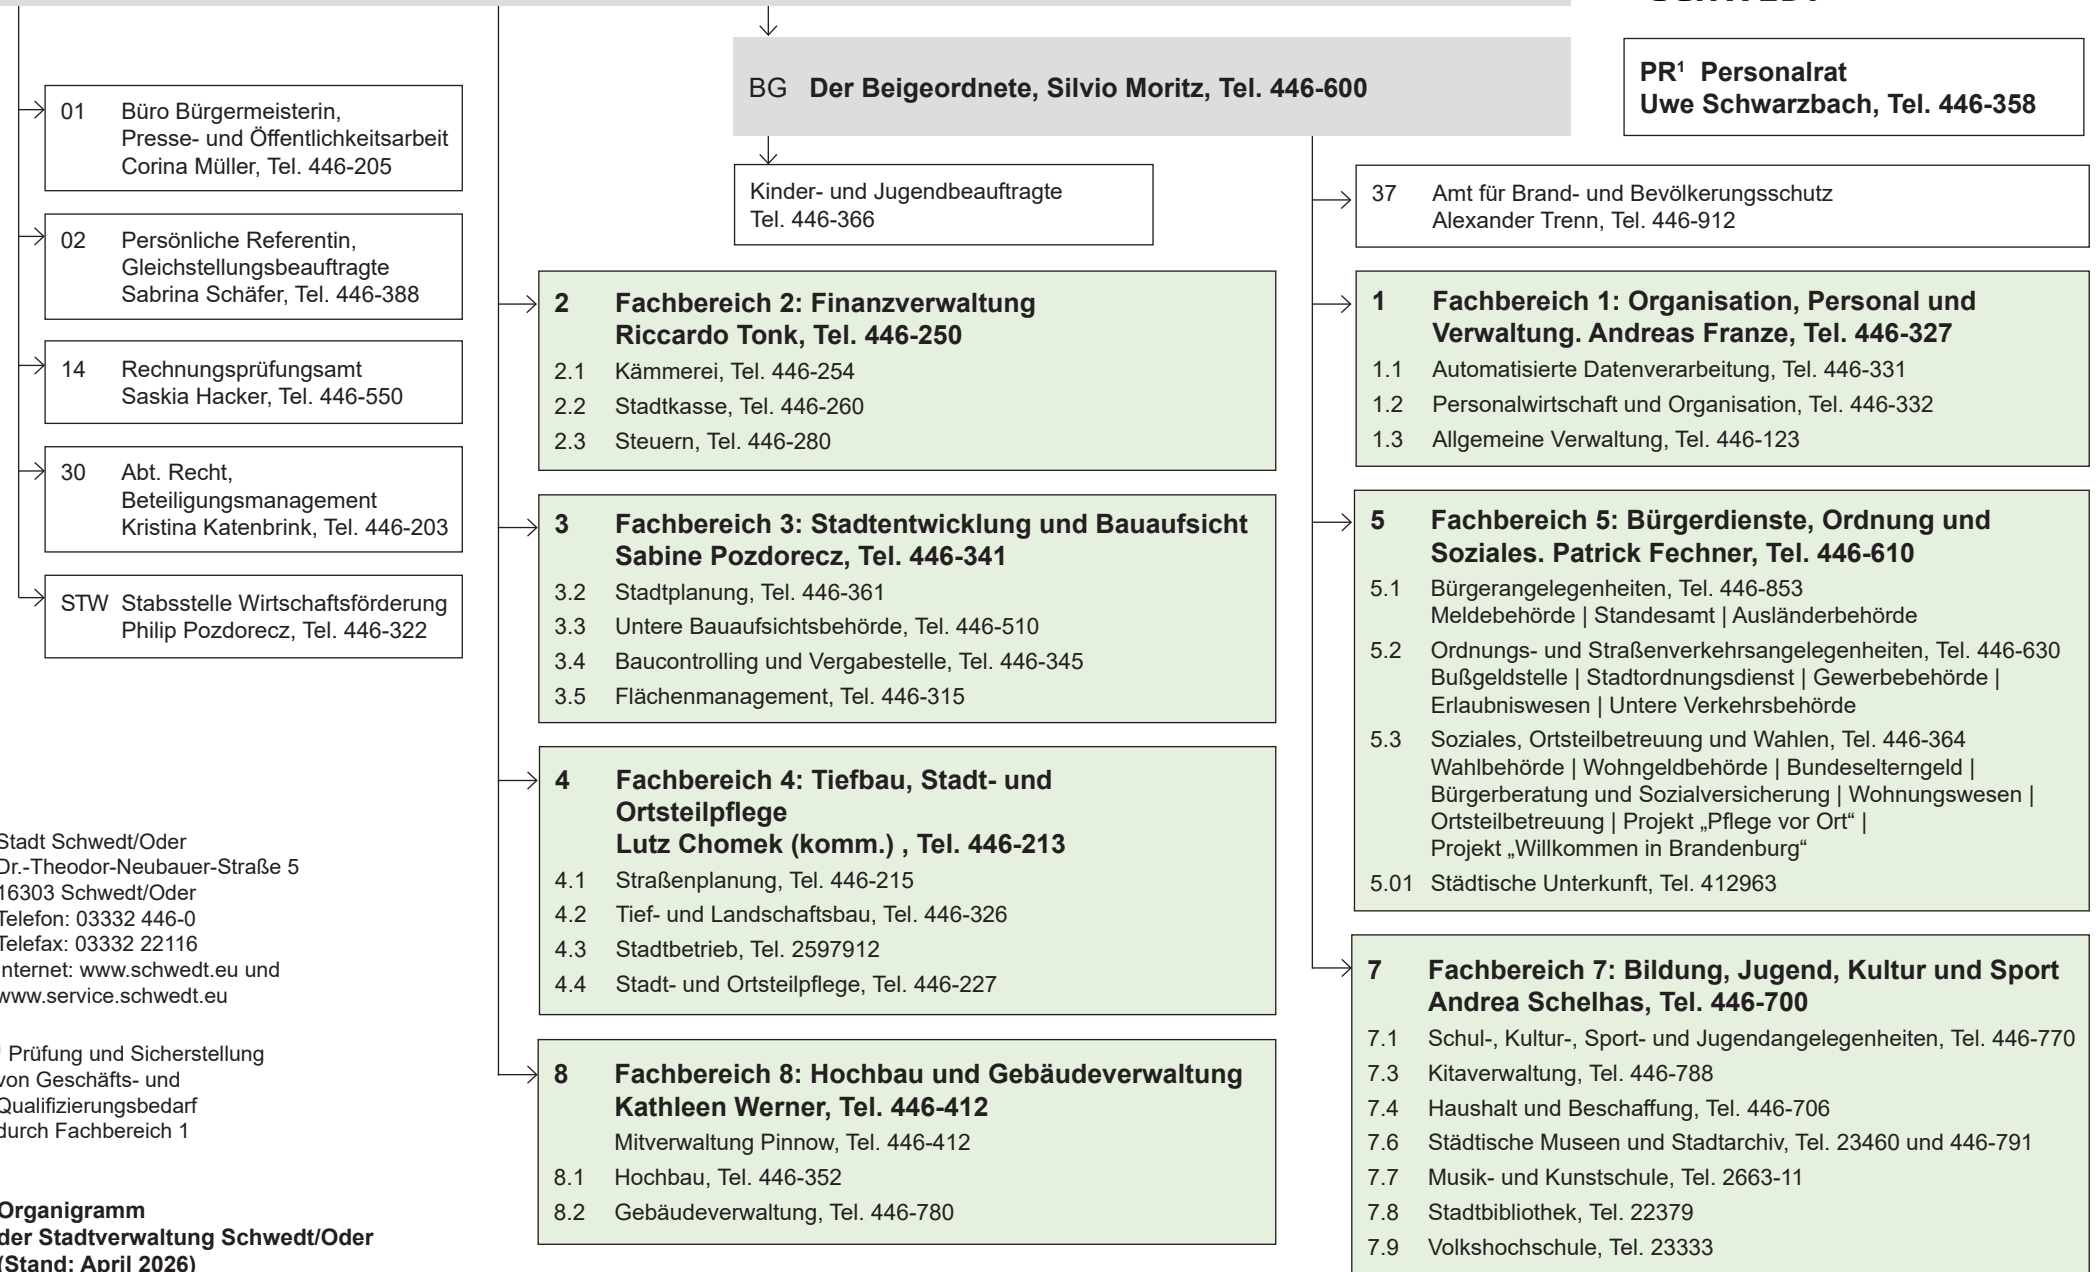 BG Der Beigeordnete, Silvio Moritz, Tel. 446-600
PR¹ Personalrat
Uwe Schwarzbach, Tel. 446-358
01 Büro Bürgermeisterin,
Presse- und Öffentlichkeitsarbeit
Corina Müller, Tel. 446-205
02 Persönliche Referentin,
Gleichstellungsbeauftragte
Sabrina Schäfer, Tel. 446-388
14 Rechnungsprüfungsamt
Saskia Hacker, Tel. 446-550
30 Abt. Recht,
Beteiligungsmanagement
Kristina Katenbrink, Tel. 446-203
STW Stabsstelle Wirtschaftsförderung
Philip Pozdorecz, Tel. 446-322
Kinder- und Jugendbeauftragte
Tel. 446-366
2 Fachbereich 2: Finanzverwaltung
Riccardo Tonk, Tel. 446-250
2.1 Kämmerei, Tel. 446-254
2.2 Stadtkasse, Tel. 446-260
2.3 Steuern, Tel. 446-280
3 Fachbereich 3: Stadtentwicklung und Bauaufsicht
Sabine Pozdorecz, Tel. 446-341
3.2 Stadtplanung, Tel. 446-361
3.3 Untere Bauaufsichtsbehörde, Tel. 446-510
3.4 Baucontrolling und Vergabestelle, Tel. 446-345
3.5 Flächenmanagement, Tel. 446-315
4 Fachbereich 4: Tiefbau, Stadt- und
Ortsteilpflege
Lutz Chomek (komm.) , Tel. 446-213
4.1 Straßenplanung, Tel. 446-215
4.2 Tief- und Landschaftsbau, Tel. 446-326
4.3 Stadtbetrieb, Tel. 2597912
4.4 Stadt- und Ortsteilpflege, Tel. 446-227
8 Fachbereich 8: Hochbau und Gebäudeverwaltung
Kathleen Werner, Tel. 446-412
Mitverwaltung Pinnow, Tel. 446-412
8.1 Hochbau, Tel. 446-352
8.2 Gebäudeverwaltung, Tel. 446-780
37 Amt für Brand- und Bevölkerungsschutz
Alexander Trenn, Tel. 446-912
1 Fachbereich 1: Organisation, Personal und
Verwaltung. Andreas Franze, Tel. 446-327
1.1 Automatisierte Datenverarbeitung, Tel. 446-331
1.2 Personalwirtschaft und Organisation, Tel. 446-332
1.3 Allgemeine Verwaltung, Tel. 446-123
5 Fachbereich 5: Bürgerdienste, Ordnung und
Soziales. Patrick Fechner, Tel. 446-610
5.1 Bürgerangelegenheiten, Tel. 446-853
Meldebehörde | Standesamt | Ausländerbehörde
5.2 Ordnungs- und Straßenverkehrsangelegenheiten, Tel. 446-630
Bußgeldstelle | Stadtordnungsdienst | Gewerbebehörde |
Erlaubniswesen | Untere Verkehrsbehörde
5.3 Soziales, Ortsteilbetreuung und Wahlen, Tel. 446-364
Wahlbehörde | Wohngeldbehörde | Bundeselterngeld |
Bürgerberatung und Sozialversicherung | Wohnungswesen |
Ortsteilbetreuung | Projekt „Pflege vor Ort“ |
Projekt „Willkommen in Brandenburg“
5.01 Städtische Unterkunft, Tel. 412963
7 Fachbereich 7: Bildung, Jugend, Kultur und Sport
Andrea Schelhas, Tel. 446-700
7.1 Schul-, Kultur-, Sport- und Jugendangelegenheiten, Tel. 446-770
7.3 Kitaverwaltung, Tel. 446-788
7.4 Haushalt und Beschaffung, Tel. 446-706
7.6 Städtische Museen und Stadtarchiv, Tel. 23460 und 446-791
7.7 Musik- und Kunstschule, Tel. 2663-11
7.8 Stadtbibliothek, Tel. 22379
7.9 Volkshochschule, Tel. 23333
Stadt Schwedt/Oder
Dr.-Theodor-Neubauer-Straße 5
16303 Schwedt/Oder
Telefon: 03332 446-0
Telefax: 03332 22116
Internet: www.schwedt.eu und
www.service.schwedt.eu
¹ Prüfung und Sicherstellung
von Geschäfts- und
Qualifizierungsbedarf
durch Fachbereich 1
Organigramm
der Stadtverwaltung Schwedt/Oder
(Stand: April 2026)